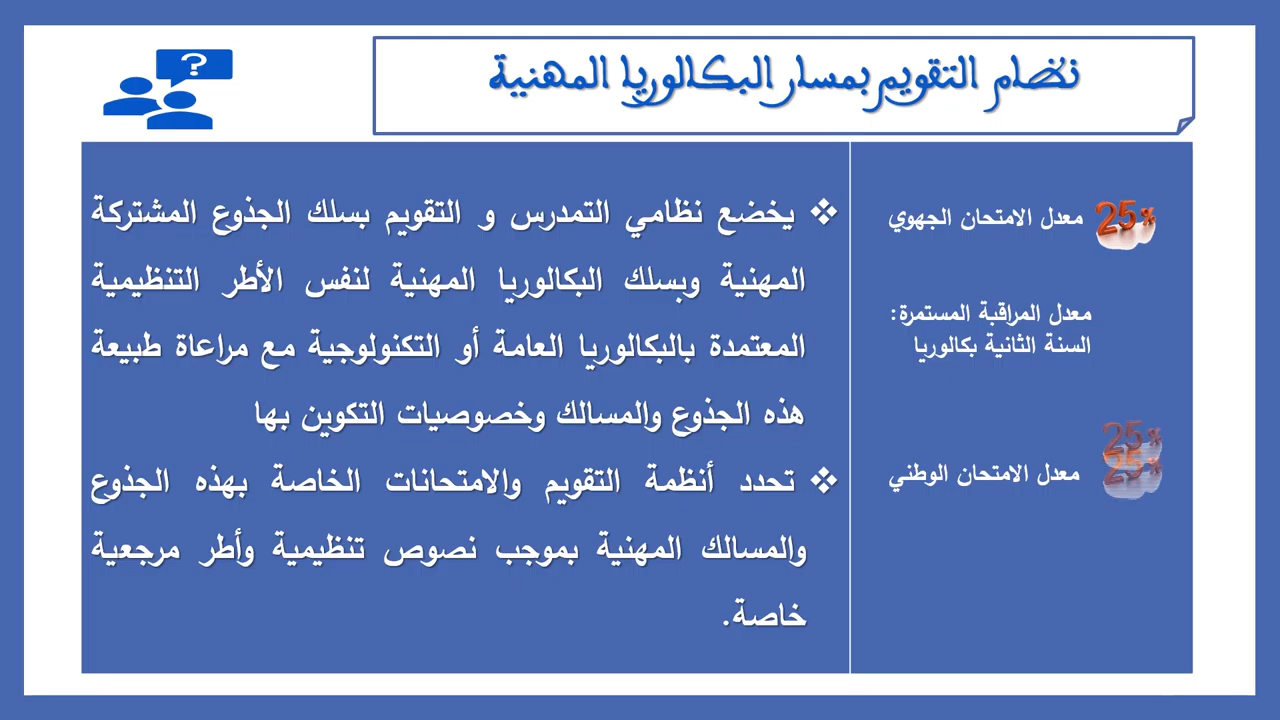 نظام التقويم بمسار البكالوريا المهنية
?
25% معدل الامتحان الجهوي
معدل المراقبة المستمرة:
السنة الثانية بكالوريا
25%
25%
معدل الامتحان الوطني
❖ يخضع نظامي التمدرس و التقويم بسلك الجذوع المشتركة
المهنية وبسلك البكالوريا المهنية لنفس الأطر التنظيمية
المعتمدة بالبكالوريا العامة أو التكنولوجية مع مراعاة طبيعة
هذه الجذوع والمسالك وخصوصيات التكوين بها
❖ تحدد أنظمة التقويم والامتحانات الخاصة بهذه الجذوع
والمسالك المهنية بموجب نصوص تنظيمية وأطر مرجعية
خاصة.